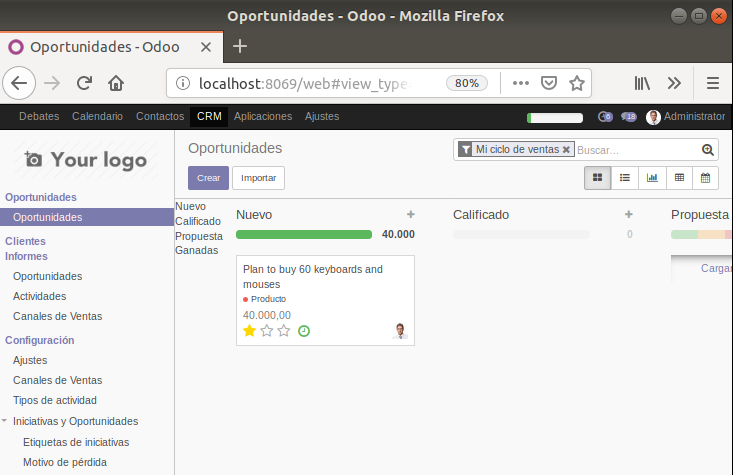 Oportunidades - Odoo - Mozilla Firefox
Oportunidades - Odoo
localhost:8069/web#view_type
80%
Debates Calendario Contactos CRM Aplicaciones Ajustes
6 18 Administrator
Your logo
Oportunidades
Oportunidades
Clientes
Informes
Oportunidades
Actividades
Canales de Ventas
Configuración
Ajustes
Canales de Ventas
Tipos de actividad
Iniciativas y Oportunidades
Etiquetas de iniciativas
Motivo de pérdida
Oportunidades
Mi ciclo de ventas Buscar...
Crear Importar
Nuevo
Calificado
Propuesta
Ganadas
Nuevo
40.000
Plan to buy 60 keyboards and
mouses
Producto
40.000,00
Calificado
0
Propuesta
Cargar